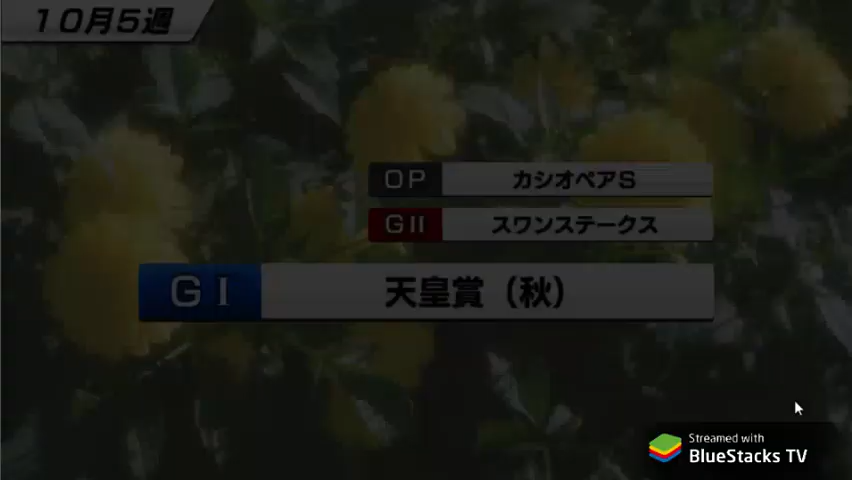 10月5週
OP カシオペアS
GII スワンステークス
GI 天皇賞（秋）
Streamed with
BlueStacks TV